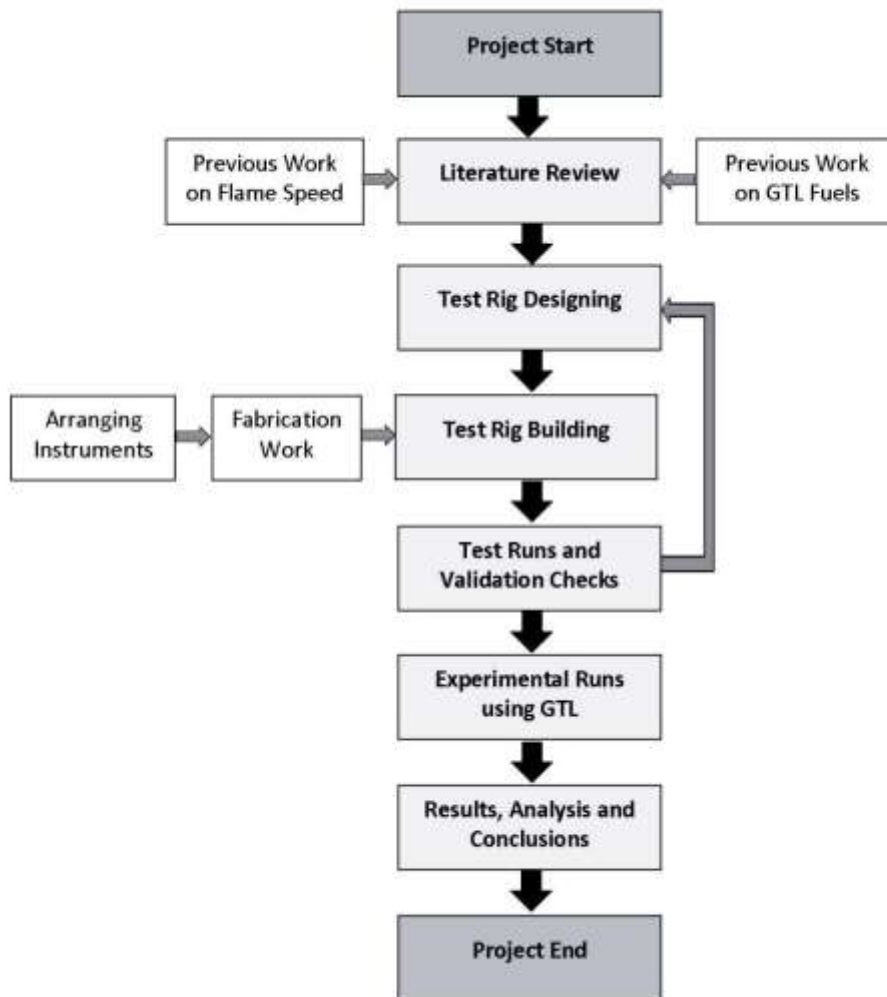 Project Start
Previous Work
on Flame Speed
Literature Review
Previous Work
on GTL Fuels
Test Rig Designing
Arranging
Instruments
Fabrication
Work
Test Rig Building
Test Runs and
Validation Checks
Experimental Runs
using GTL
Results, Analysis and
Conclusions
Project End